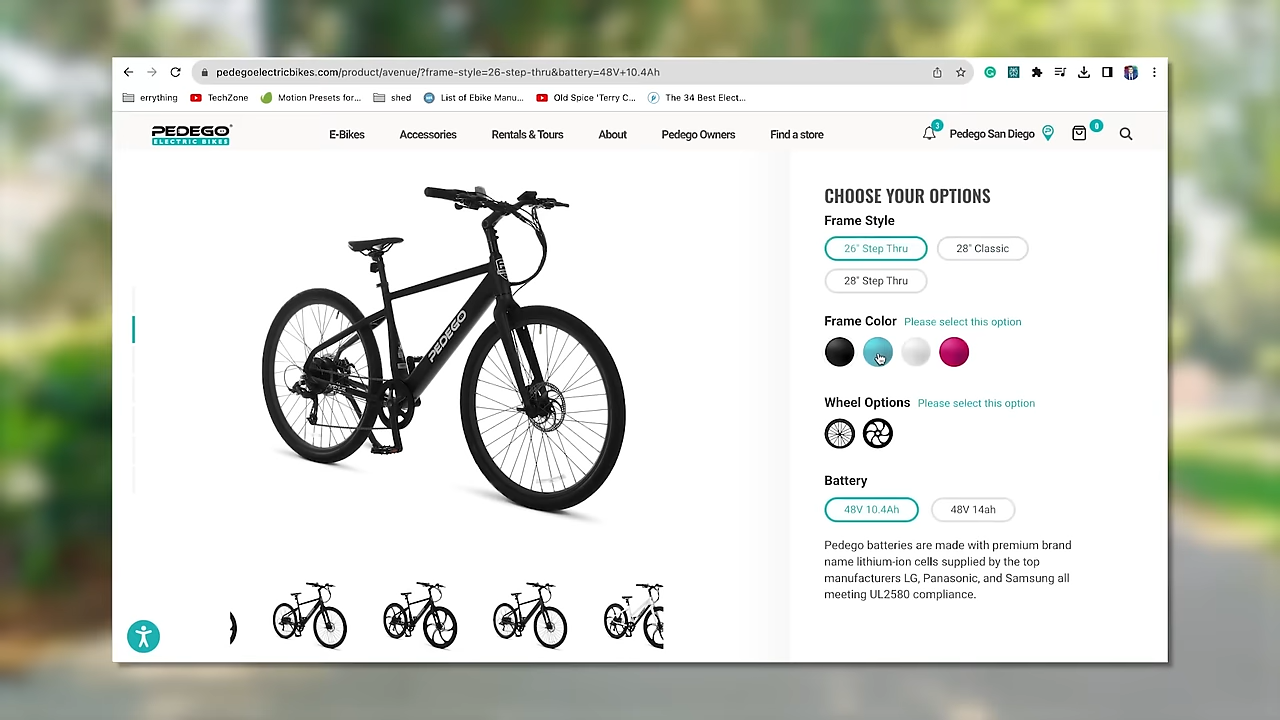 pedegoelectricbikes.com/product/avenue/?frame-style=26-step-thru&battery=48V+10.4Ah
errything
TechZone
Motion Presets for...
shed
List of Ebike Manu...
Old Spice 'Terry C...
The 34 Best Elect...
PEDEGO
ELECTRIC BIKES
E-Bikes
Accessories
Rentals & Tours
About
Pedego Owners
Find a store
3
Pedego San Diego
0
CHOOSE YOUR OPTIONS
Frame Style
26" Step Thru
28" Classic
28" Step Thru
Frame Color Please select this option
Wheel Options Please select this option
Battery
48V 10.4Ah
48V 14ah
Pedego batteries are made with premium brand
name lithium-ion cells supplied by the top
manufacturers LG, Panasonic, and Samsung all
meeting UL2580 compliance.
PEDEGO